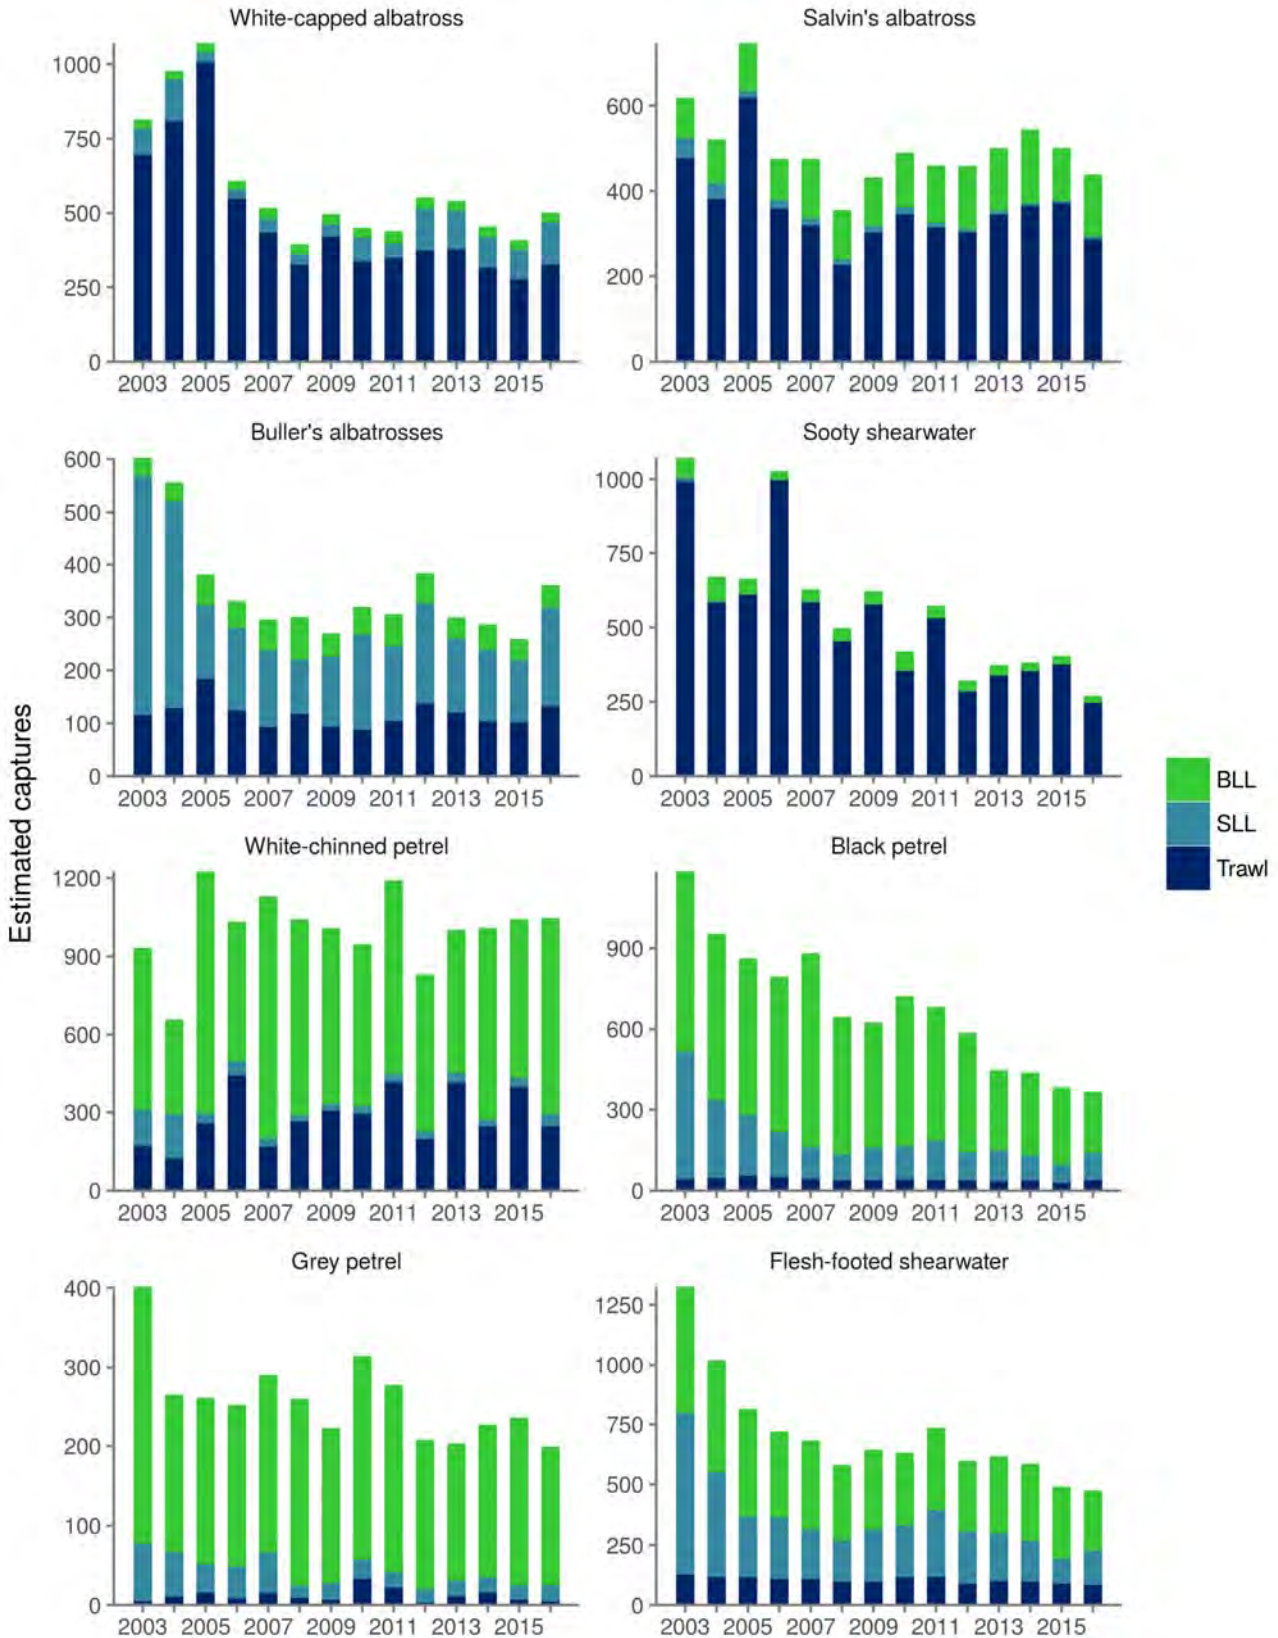 White-capped albatross
Salvin's albatross
1000
750
500
250
0
2003 2005 2007 2009 2011 2013 2015
600
400
200
0
2003 2005 2007 2009 2011 2013 2015
Buller's albatrosses
Sooty shearwater
600
500
400
300
200
100
0
2003 2005 2007 2009 2011 2013 2015
1000
750
500
250
0
2003 2005 2007 2009 2011 2013 2015
Estimated captures
BLL
SLL
Trawl
White-chinned petrel
Black petrel
1200
900
600
300
0
2003 2005 2007 2009 2011 2013 2015
900
600
300
0
2003 2005 2007 2009 2011 2013 2015
Grey petrel
Flesh-footed shearwater
400
300
200
100
0
2003 2005 2007 2009 2011 2013 2015
1250
1000
750
500
250
0
2003 2005 2007 2009 2011 2013 2015